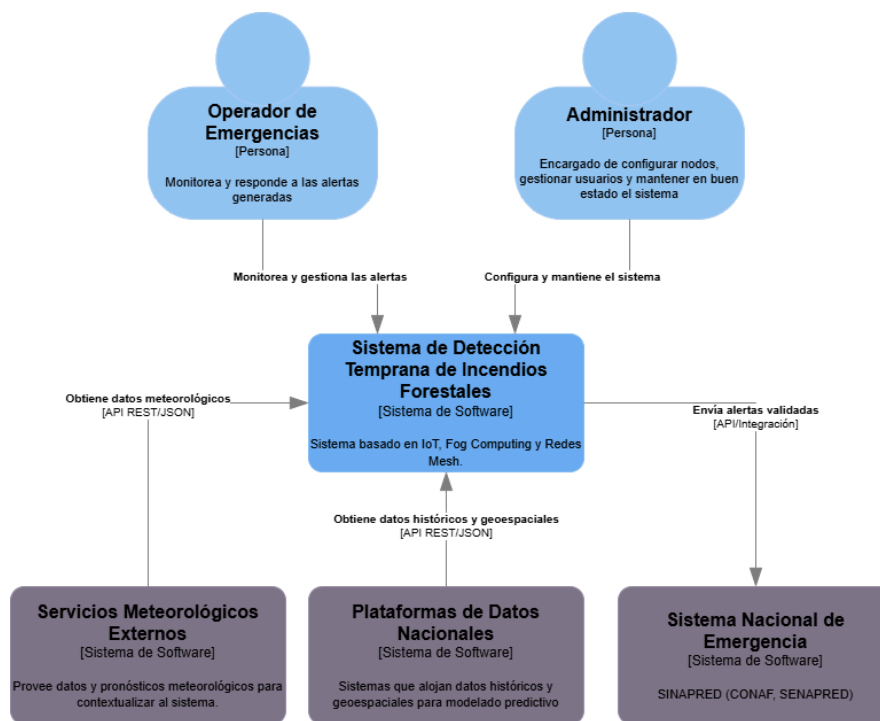 Operador de
Emergencias
[Persona]
Monitorea y responde a las alertas
generadas
Administrador
[Persona]
Encargado de configurar nodos,
gestionar usuarios y mantener en buen
estado el sistema
Monitorea y gestiona las alertas
Configura y mantiene el sistema
Sistema de Detección
Temprana de Incendios
Forestales
[Sistema de Software]
Sistema basado en IoT, Fog Computing y Redes
Mesh.
Obtiene datos meteorológicos
[API REST/JSON]
Envía alertas validadas
[API/Integración]
Obtiene datos históricos y geoespaciales
[API REST/JSON]
Servicios Meteorológicos
Externos
[Sistema de Software]
Provee datos y pronósticos meteorológicos para
contextualizar al sistema.
Plataformas de Datos
Nacionales
[Sistema de Software]
Sistemas que alojan datos históricos y
geoespaciales para modelado predictivo
Sistema Nacional de
Emergencia
[Sistema de Software]
SINAPRED (CONAF, SENAPRED)